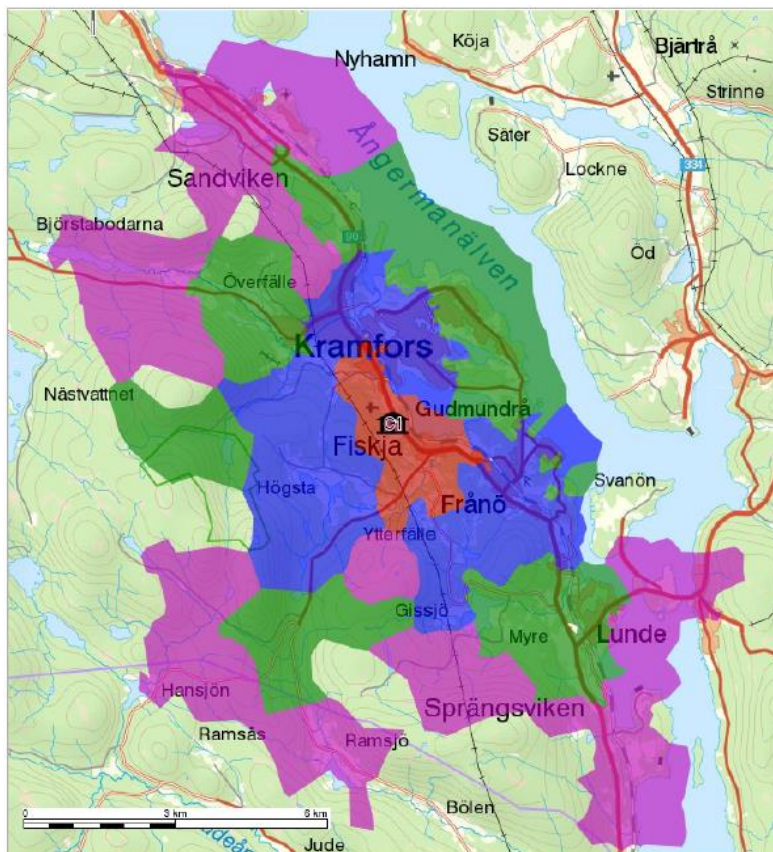 Nyhamn
Köja
Bjärtrå
Strinne
Ångermanälven
Säter
Lockne
331
Sandviken
Björstabodarna
90
Öd
Överfälle
Kramfors
Nästvattnet
Gudmundrå
Fiskja
Högsta
Svanön
Frånö
Ytterfälle
Gissjö
Myre
Lunde
Hansjön
Sprängsviken
Ramsås
Ramsjö
Bölen
0 3 km 6 km
Jude